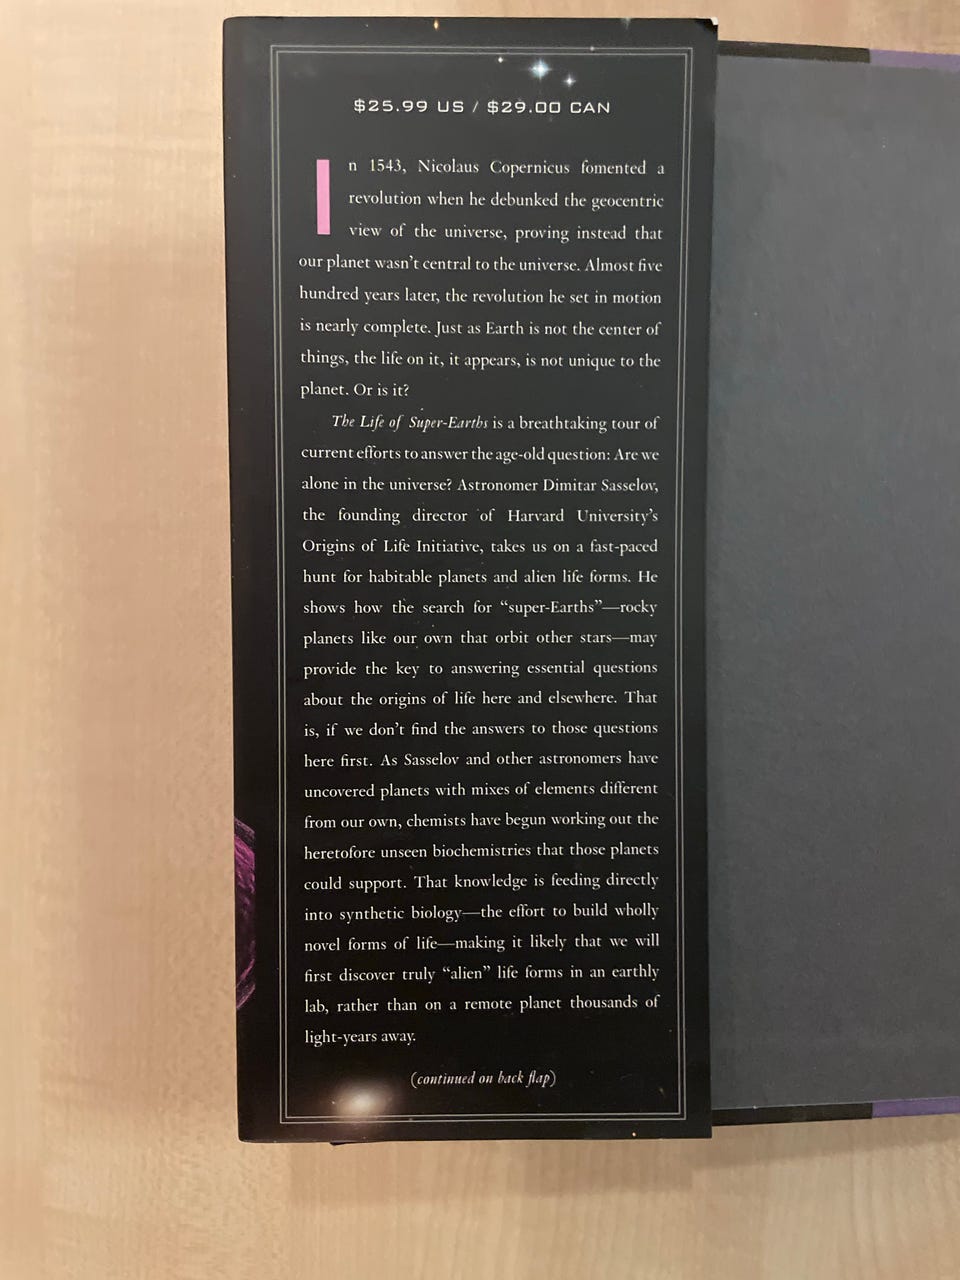 $25.99 US / $29.00 CAN
In 1543, Nicolaus Copernicus fomented a
revolution when he debunked the geocentric
view of the universe, proving instead that
our planet wasn't central to the universe. Almost five
hundred years later, the revolution he set in motion
is nearly complete. Just as Earth is not the center of
things, the life on it, it appears, is not unique to the
planet. Or is it?
The Life of Super-Earths is a breathtaking tour of
current efforts to answer the age-old question: Are we
alone in the universe? Astronomer Dimitar Sasselov,
the founding director of Harvard University's
Origins of Life Initiative, takes us on a fast-paced
hunt for habitable planets and alien life forms. He
shows how the search for “super-Earths”—rocky
planets like our own that orbit other stars—may
provide the key to answering essential questions
about the origins of life here and elsewhere. That
is, if we don't find the answers to those questions
here first. As Sasselov and other astronomers have
uncovered planets with mixes of elements different
from our own, chemists have begun working out the
heretofore unseen biochemistries that those planets
could support. That knowledge is feeding directly
into synthetic biology—the effort to build wholly
novel forms of life—making it likely that we will
first discover truly “alien” life forms in an earthly
lab, rather than on a remote planet thousands of
light-years away.
(continued on back flap)